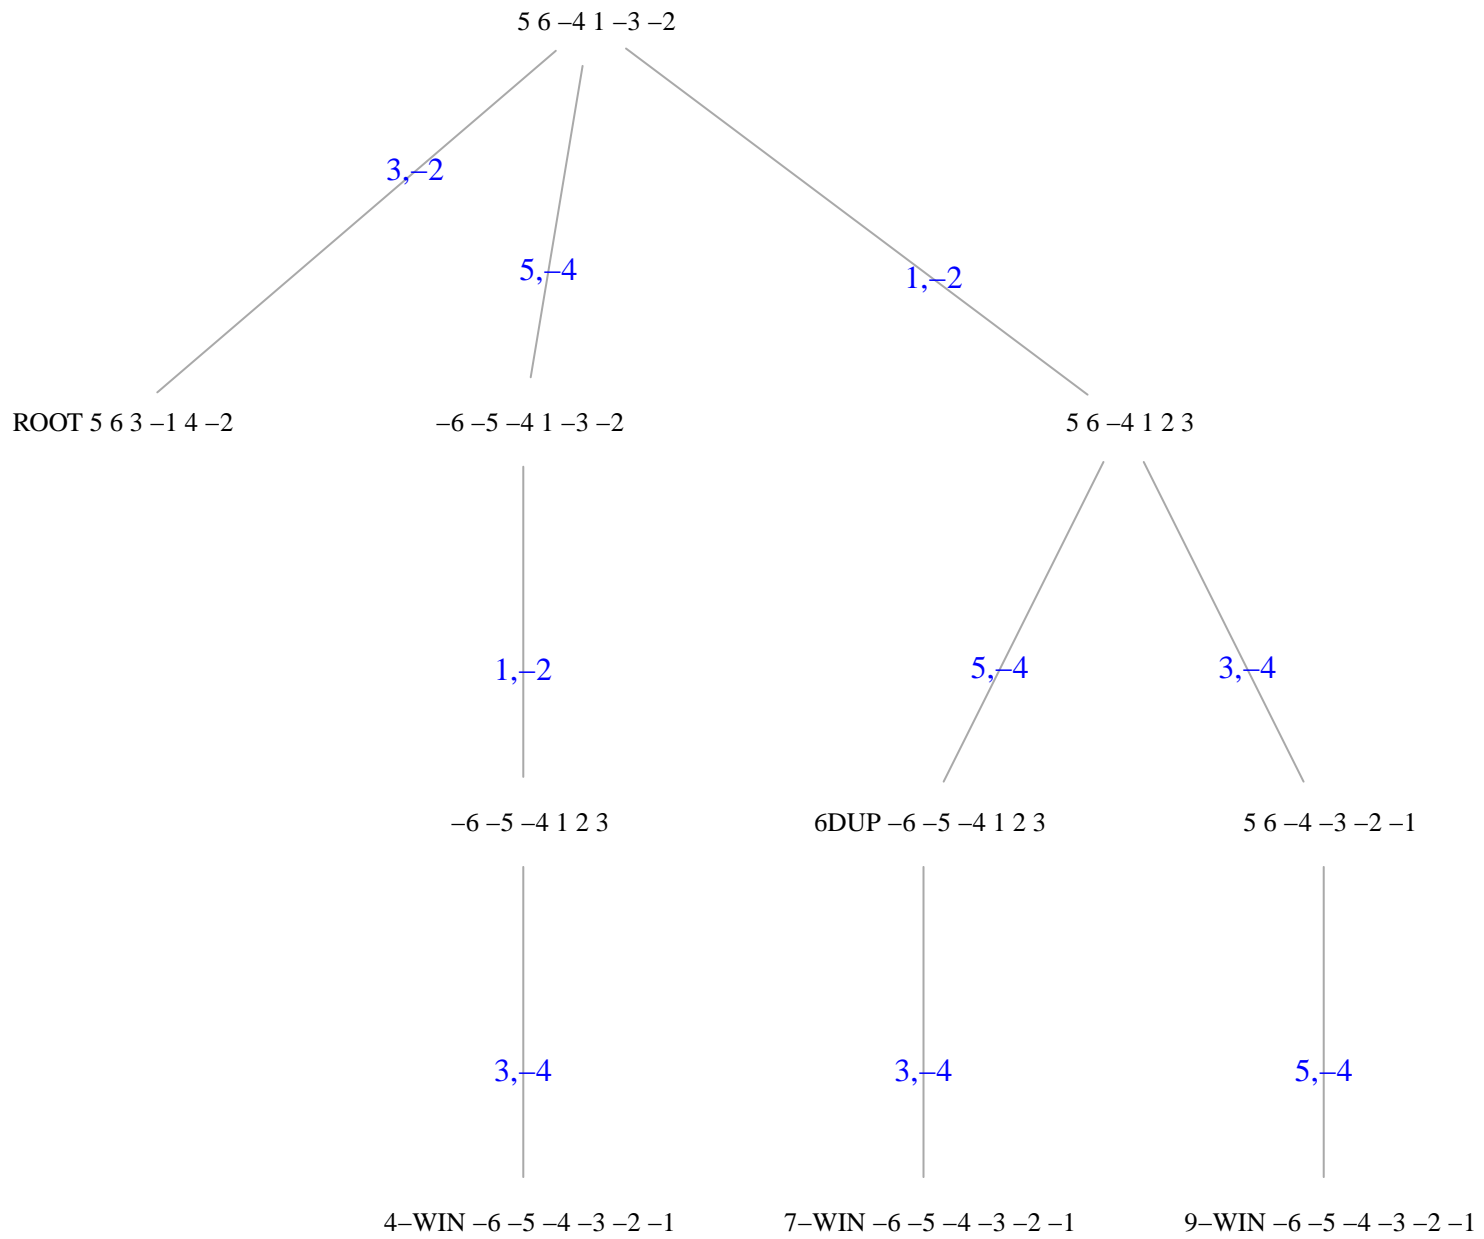 5 6 –4 1 –3 –2
3,–2
5,–4
1,–2
ROOT 5 6 3 –1 4 –2
–6 –5 –4 1 –3 –2
5 6 –4 1 2 3
1,–2
5,–4
3,–4
–6 –5 –4 1 2 3
6DUP –6 –5 –4 1 2 3
5 6 –4 –3 –2 –1
3,–4
3,–4
5,–4
4–WIN –6 –5 –4 –3 –2 –1
7–WIN –6 –5 –4 –3 –2 –1
9–WIN –6 –5 –4 –3 –2 –1